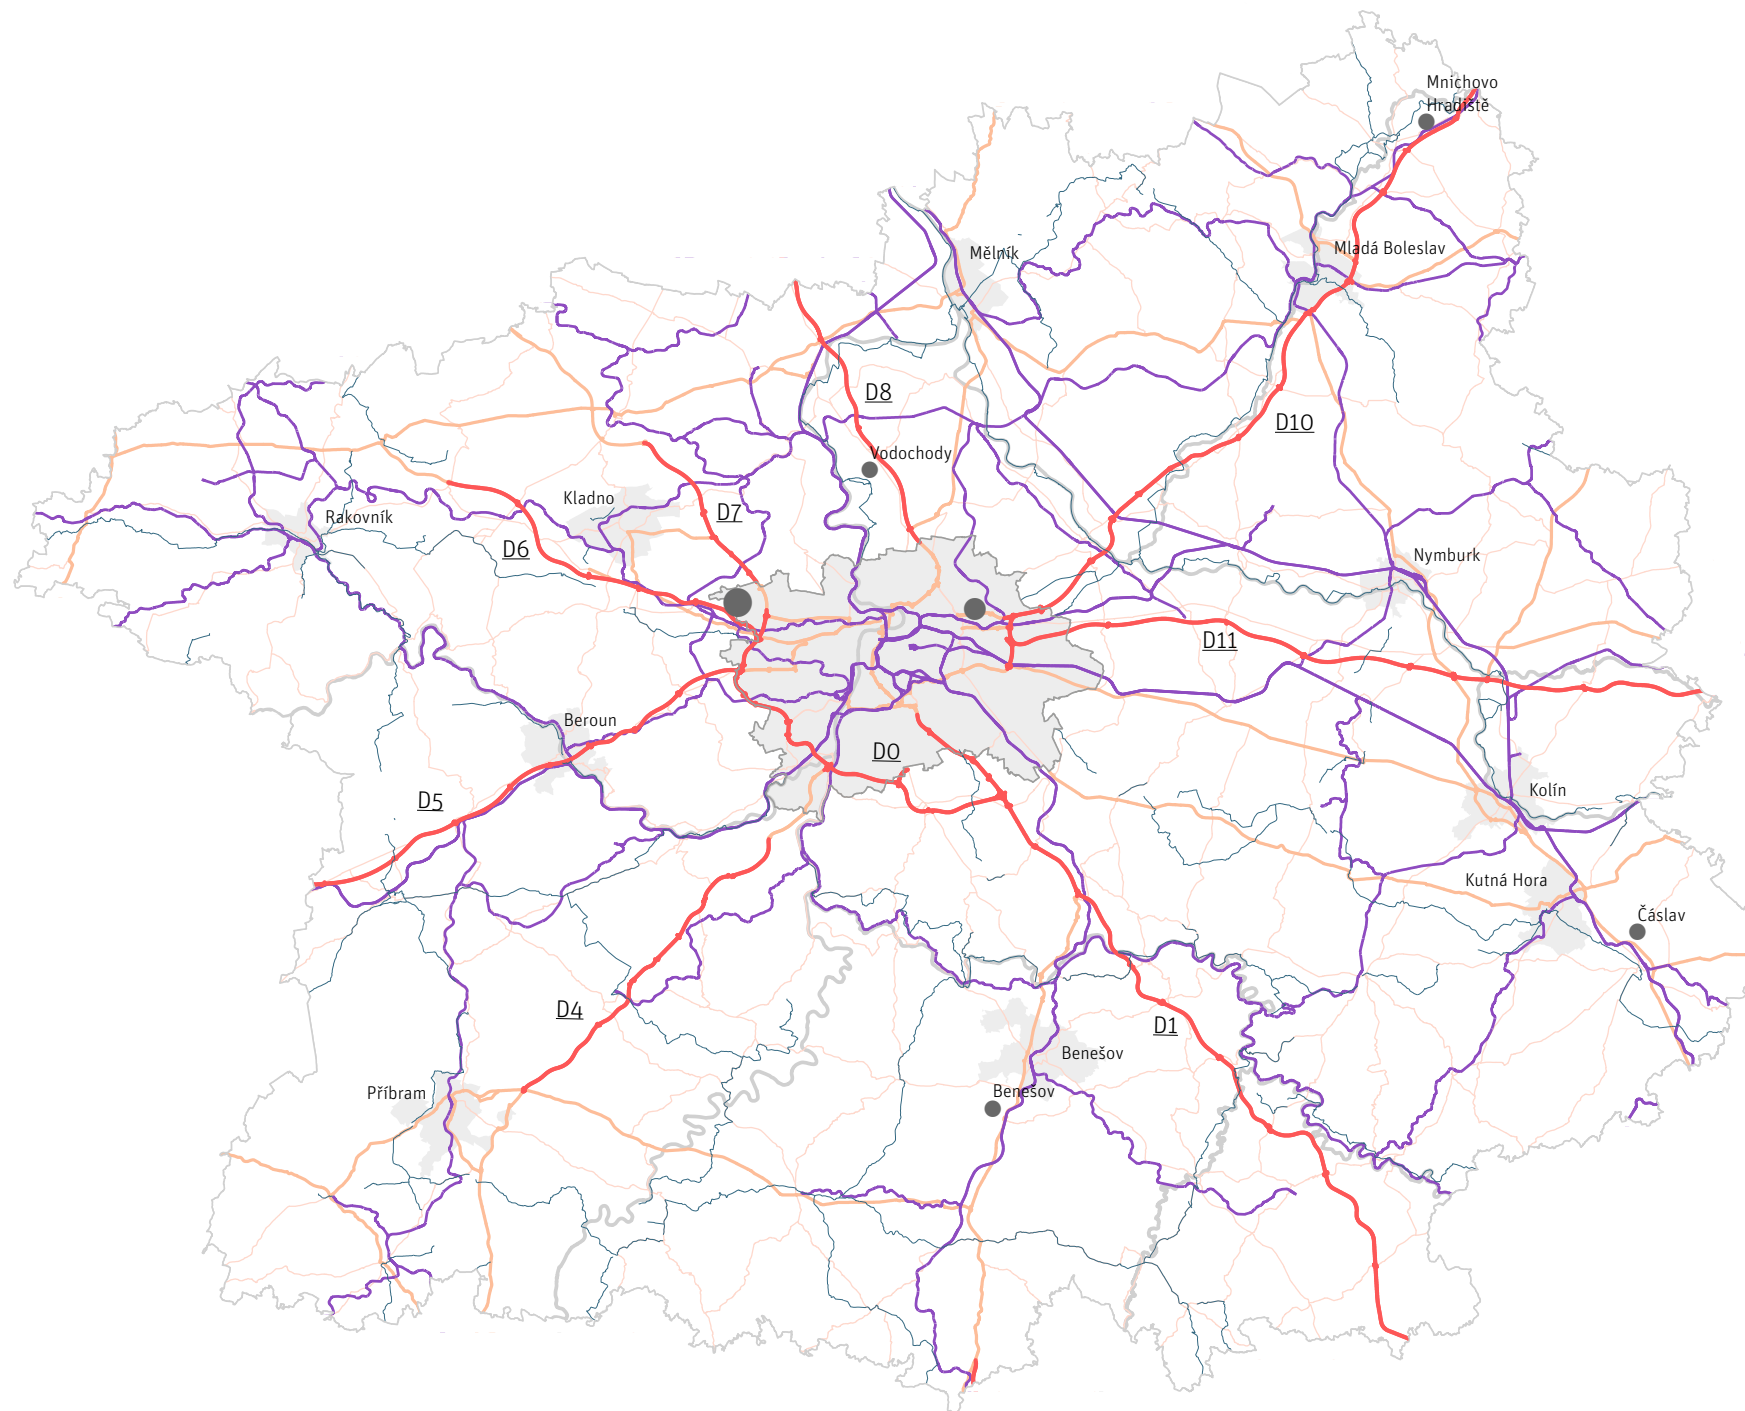 Mnichovo
Hradiště
Mělník
Mladá Boleslav
D8
D10
Vodochody
Kladno
D7
Rakovník
D6
Nymburk
D11
Beroun
D0
D5
Kolín
Kutná Hora
Čáslav
D4
D1
Benešov
Příbram
Benešov